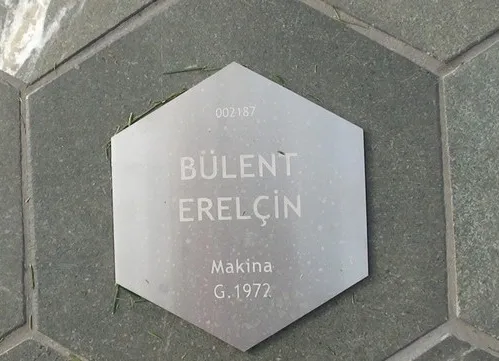 002187
BÜLENT
ERELÇİN
Makina
G.1972